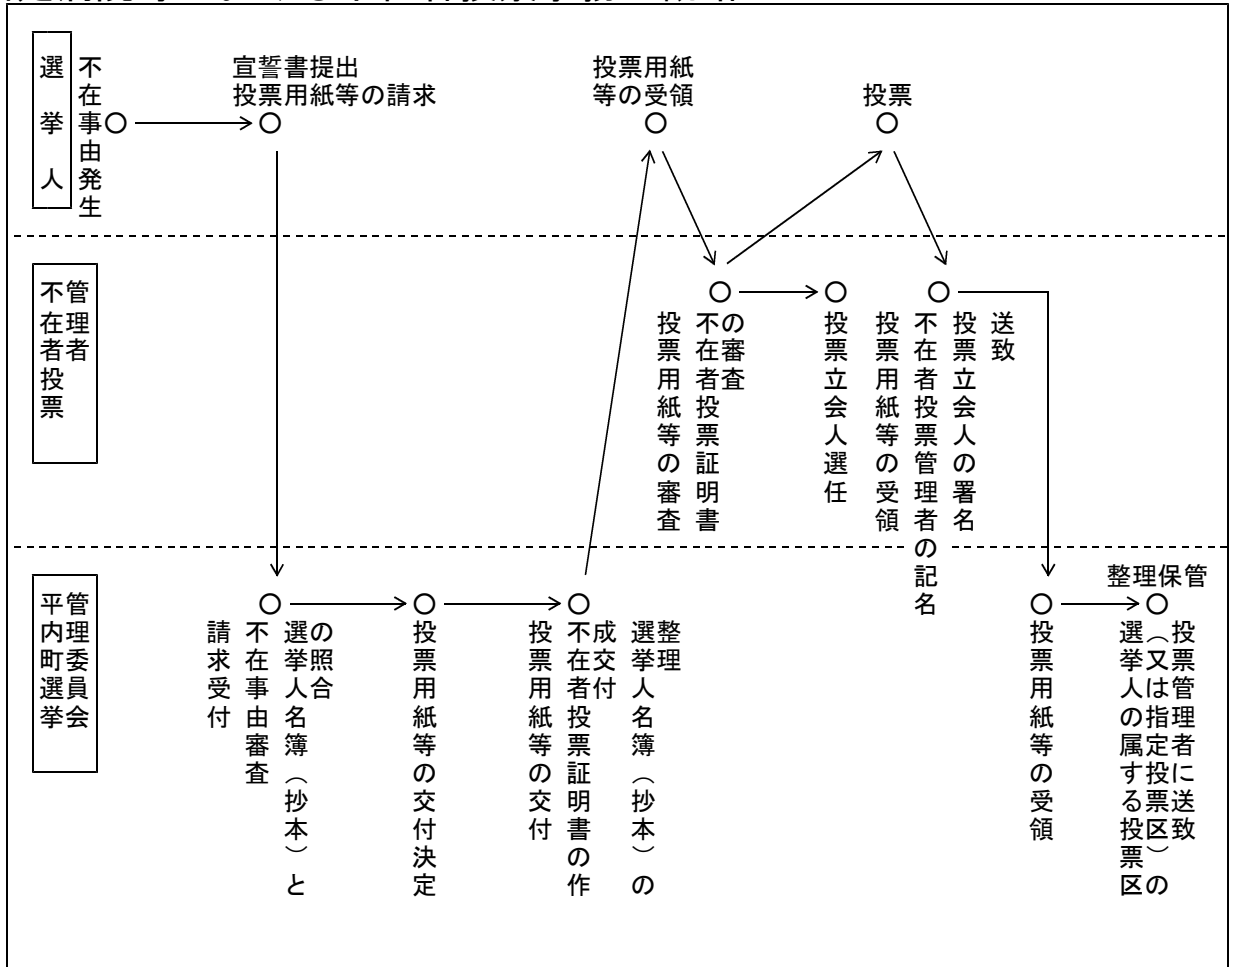 選挙人
不在事由発生
宣誓書提出
投票用紙等の請求
投票用紙
等の受領
投票
不在者投票
管理者
投票用紙等の審査
不在者投票証明書
の審査
投票立会人選任
投票用紙等の受領
不在者投票管理者の記名
投票立会人の署名
送致
平内町選挙
管理委員会
請求受付
不在事由審査
選挙人名簿（抄本）と
の照合
投票用紙等の交付決定
投票用紙等の交付
不在者投票証明書の作
成交付
選挙人名簿（抄本）の
整理
投票用紙等の受領
整理保管
選挙人の属する投票区
（又は指定投票区）の
投票管理者に送致